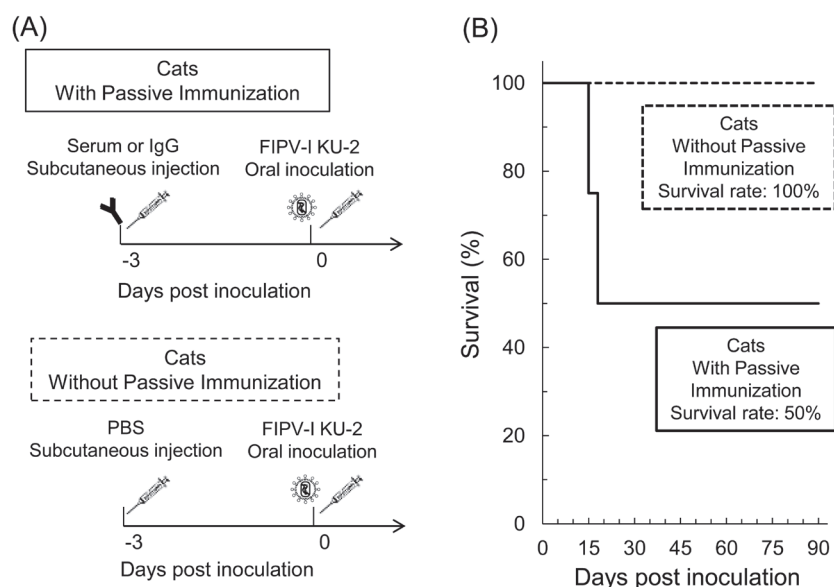 (A)
Cats
With Passive Immunization
Serum or IgG
Subcutaneous injection
FIPV-I KU-2
Oral inoculation
-3
0
Days post inoculation
Cats
Without Passive Immunization
PBS
Subcutaneous injection
FIPV-I KU-2
Oral inoculation
-3
0
Days post inoculation
(B)
Survival (%)
100
80
60
40
20
0
Cats
Without Passive
Immunization
Survival rate: 100%
Cats
With Passive
Immunization
Survival rate: 50%
0 15 30 45 60 75 90
Days post inoculation